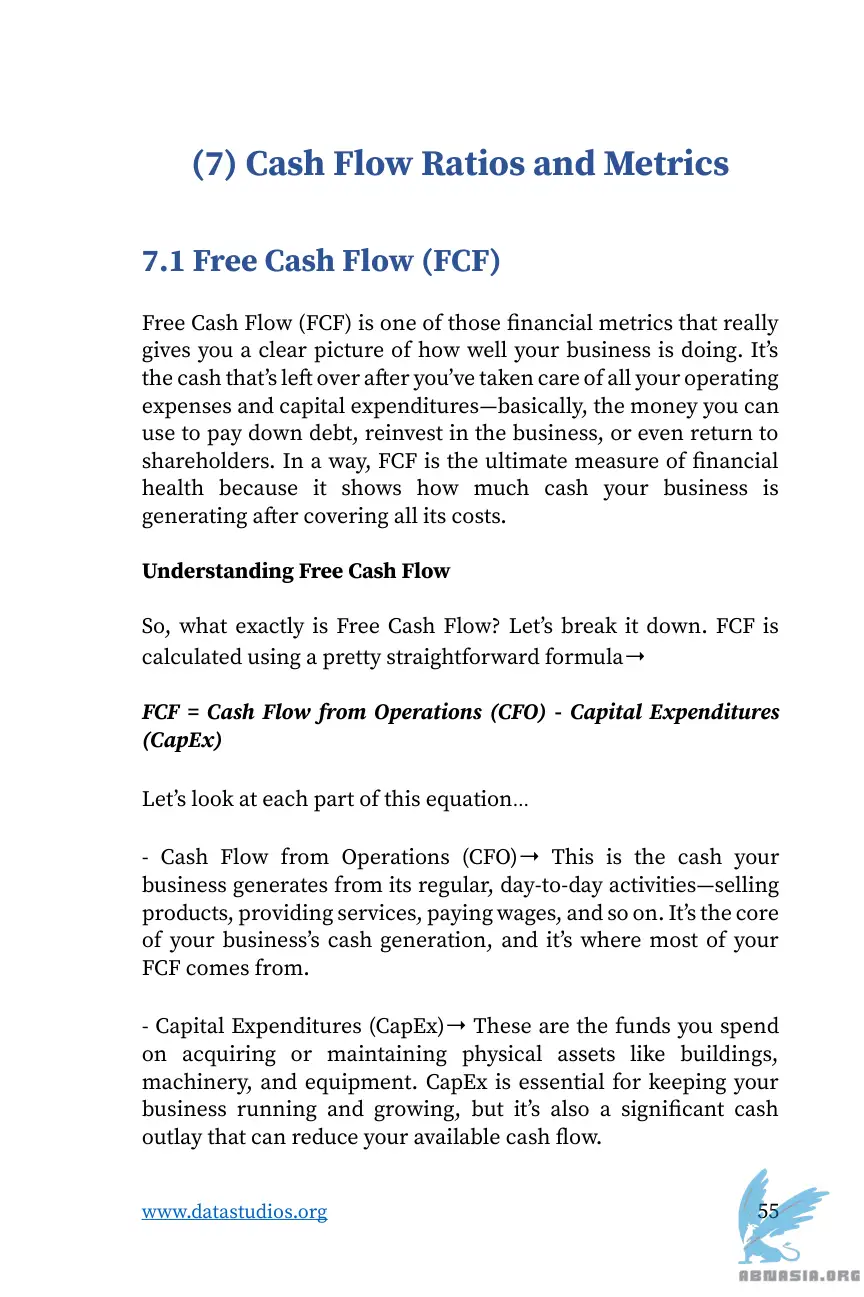 (7) Cash Flow Ratios and Metrics
7.1 Free Cash Flow (FCF)
Free Cash Flow (FCF) is one of those financial metrics that really
gives you a clear picture of how well your business is doing. It’s
the cash that’s left over after you’ve taken care of all your operating
expenses and capital expenditures—basically, the money you can
use to pay down debt, reinvest in the business, or even return to
shareholders. In a way, FCF is the ultimate measure of financial
health because it shows how much cash your business is
generating after covering all its costs.
Understanding Free Cash Flow
So, what exactly is Free Cash Flow? Let’s break it down. FCF is
calculated using a pretty straightforward formula→
FCF = Cash Flow from Operations (CFO) - Capital Expenditures
(CapEx)
Let’s look at each part of this equation…
- Cash Flow from Operations (CFO)→ This is the cash your
business generates from its regular, day-to-day activities—selling
products, providing services, paying wages, and so on. It’s the core
of your business’s cash generation, and it’s where most of your
FCF comes from.
- Capital Expenditures (CapEx)→ These are the funds you spend
on acquiring or maintaining physical assets like buildings,
machinery, and equipment. CapEx is essential for keeping your
business running and growing, but it’s also a significant cash
outlay that can reduce your available cash flow.
www.datastudios.org 55
ABNASIA.ORG